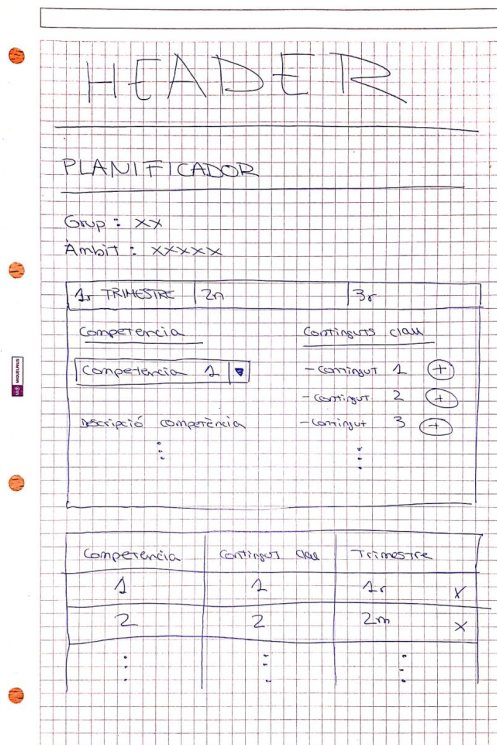 HEADER
PLANIFICADOR
Grup: XX
Àmbit: XXXXX
1r TRIMESTRE 2n 3r
Competència Continguts clau
Competència 1 - Contingut 1 +
- Contingut 2 +
Descripció competència - Contingut 3 +
Competència Contingut clau Trimestre
1 1 1r X
2 2 2n X